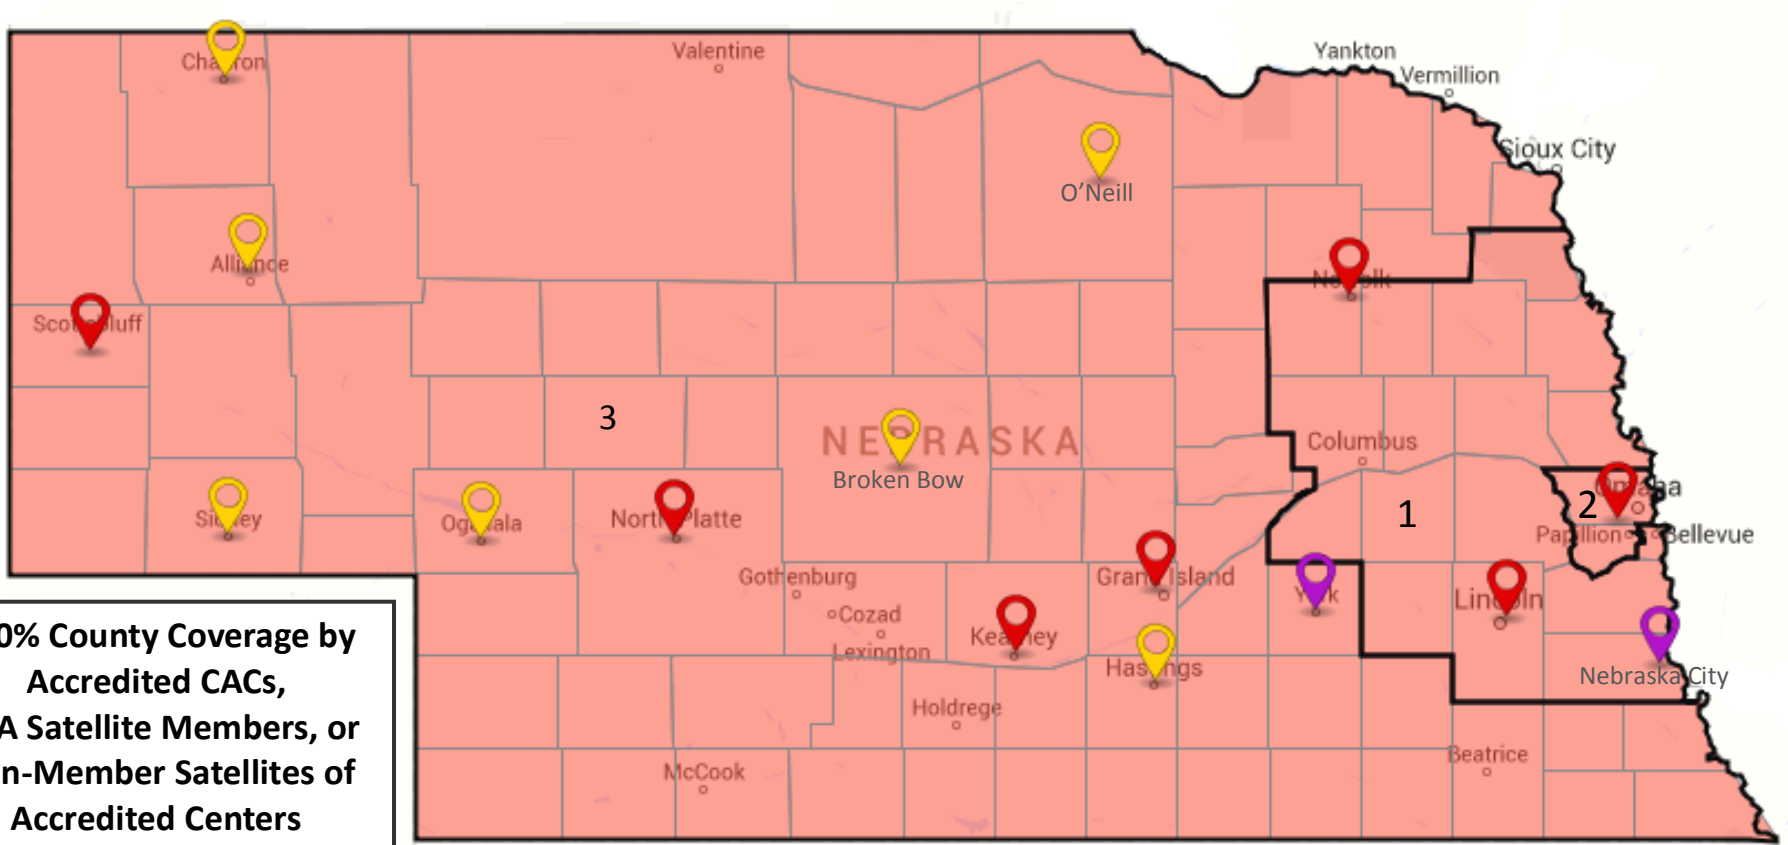 Yankton
Valentine
Chadron
Vermillion
Sioux City
O’Neill
Alliance
Norfolk
Scottsbluff
3
NEBRASKA
Columbus
Broken Bow
Omaha
2
1
Sidney
Ogallala
North Platte
Papillion
Bellevue
Gothenburg
Grand Island
York
Lincoln
Cozad
Kearney
Lexington
Hastings
Nebraska City
Holdrege
Beatrice
McCook
0% County Coverage by
Accredited CACs,
A Satellite Members, or
n-Member Satellites of
Accredited Centers